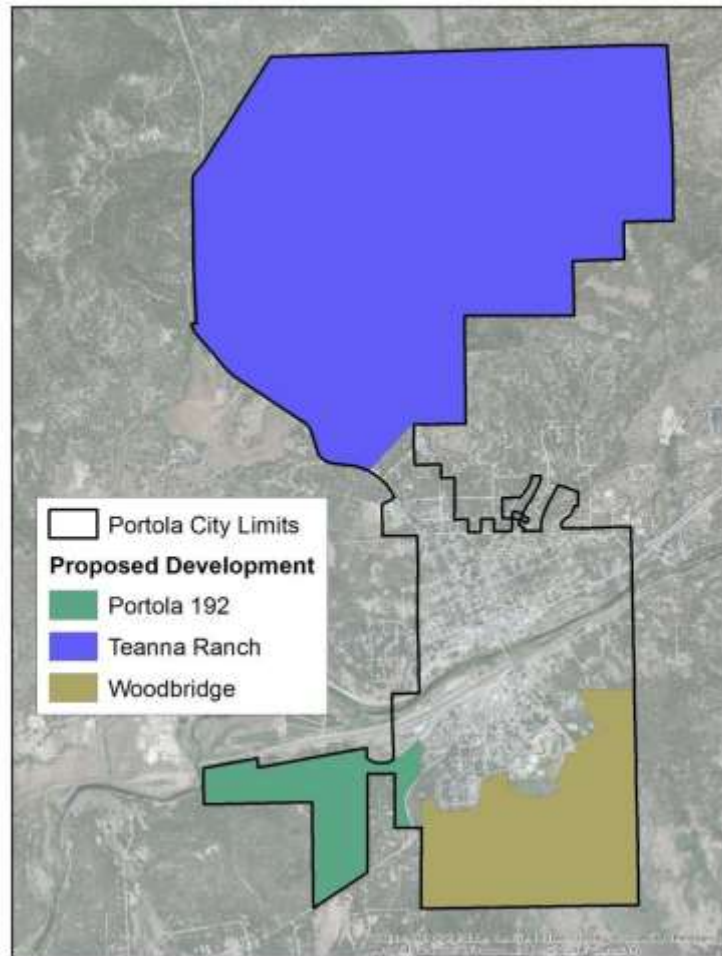 Portola City Limits
Proposed Development
Portola 192
Teanna Ranch
Woodbridge